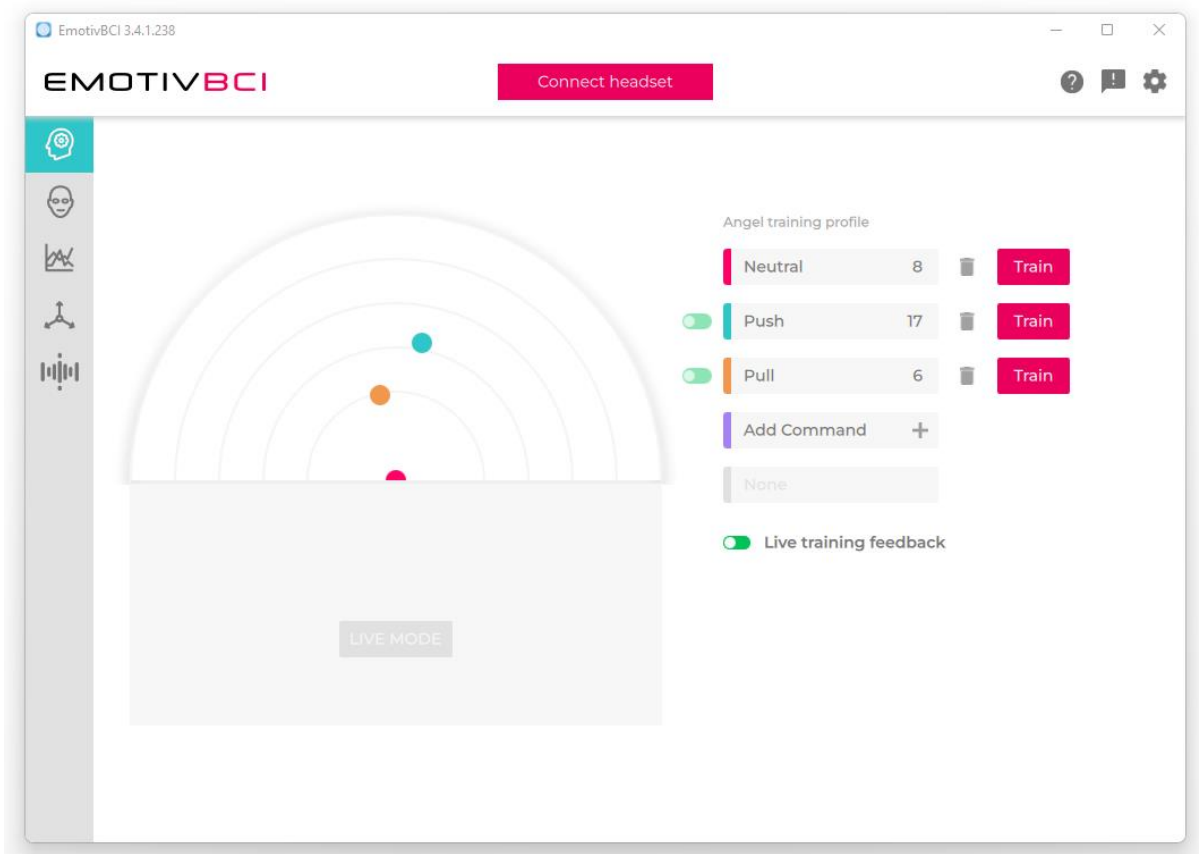 EmotivBCI 3.4.1.238
EMOTIVBCI
Connect headset
Angel training profile
Neutral 8 Train
Push 17 Train
Pull 6 Train
Add Command +
None
Live training feedback
LIVE MODE